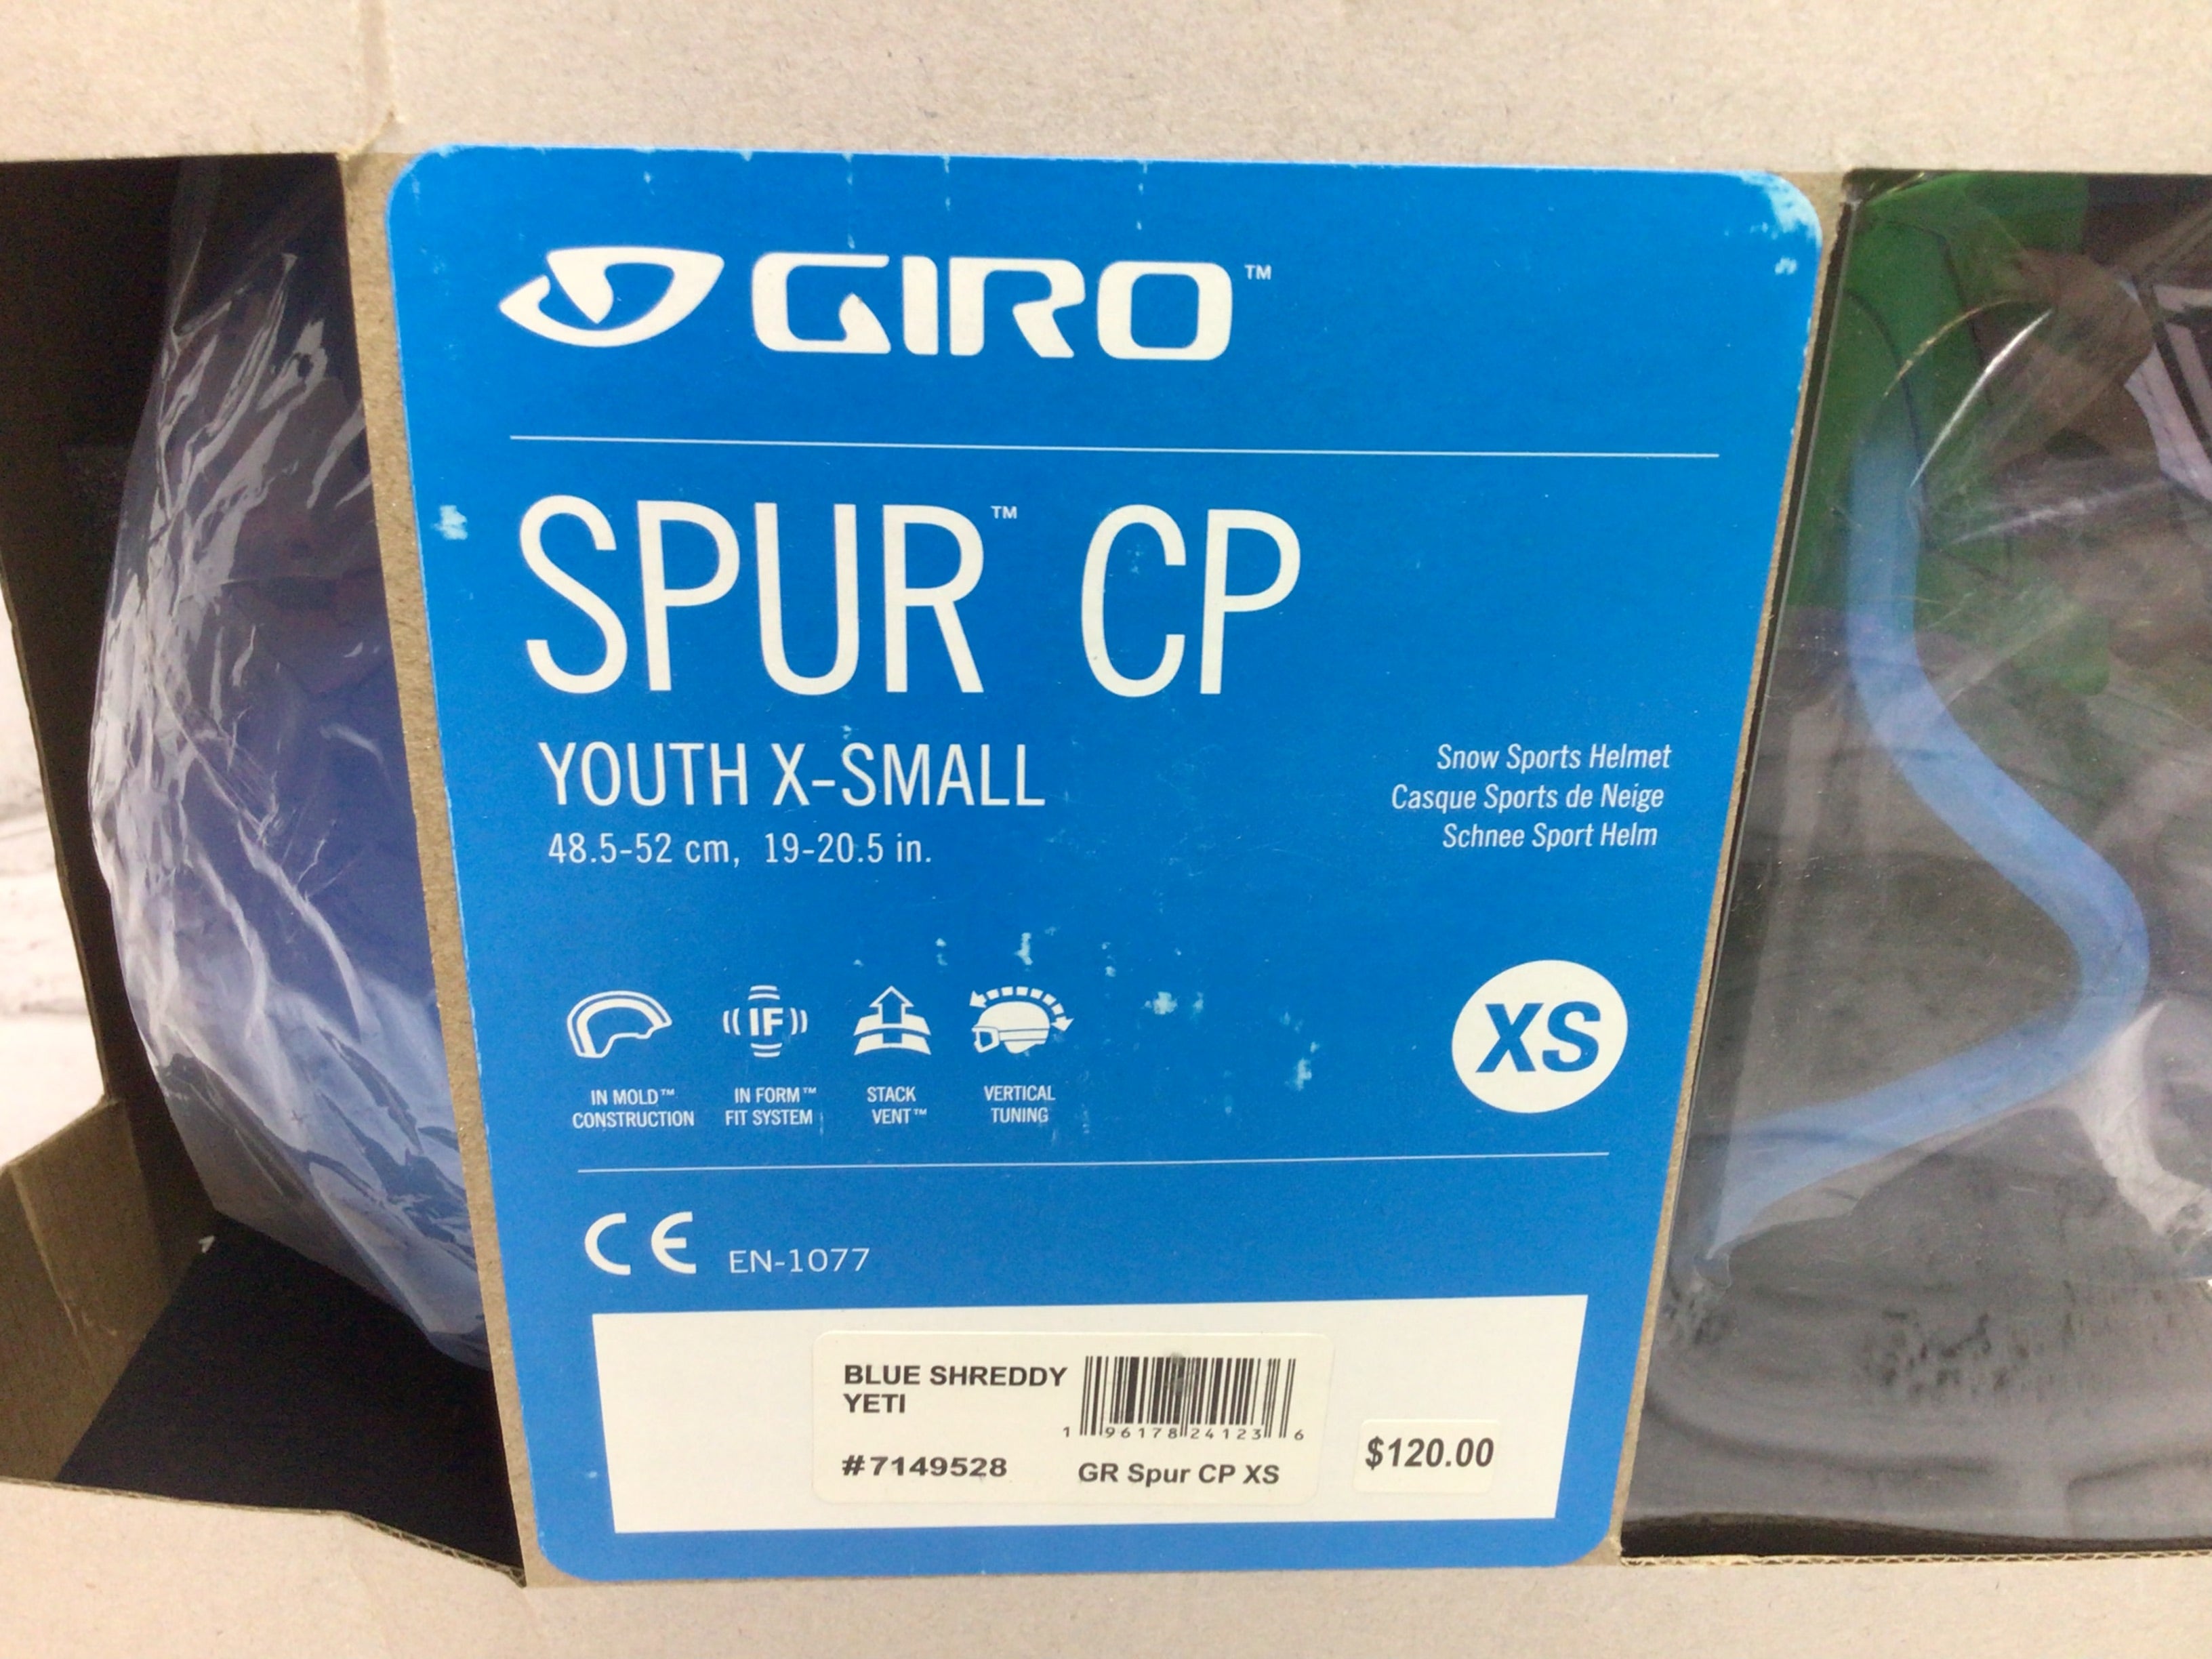 GIRO™
SPUR™ CP
YOUTH X-SMALL
48.5-52 cm, 19-20.5 in.
Snow Sports Helmet
Casque Sports de Neige
Schnee Sport Helm
IF
IN MOLD™
CONSTRUCTION
IN FORM™
FIT SYSTEM
STACK
VENT™
VERTICAL
TUNING
XS
CE EN-1077
BLUE SHREDDY
YETI
1 96178 24123 6
#7149528
GR Spur CP XS
$120.00